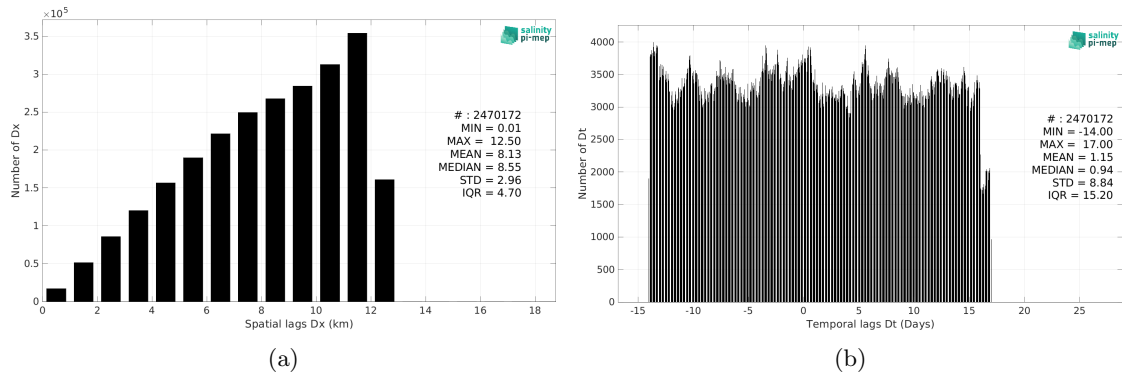 ×10^5
3.5
3
2.5
2
1.5
1
0.5
0
Number of Dx
0 2 4 6 8 10 12 14 16 18
Spatial lags Dx (km)
salinity
pi-mep
# : 2470172
MIN = 0.01
MAX = 12.50
MEAN = 8.13
MEDIAN = 8.55
STD = 2.96
IQR = 4.70
(a)
4000
3500
3000
2500
2000
1500
1000
500
0
Number of Dt
-15 -10 -5 0 5 10 15 20 25
Temporal lags Dt (Days)
salinity
pi-mep
# : 2470172
MIN = -14.00
MAX = 17.00
MEAN = 1.15
MEDIAN = 0.94
STD = 8.84
IQR = 15.20
(b)